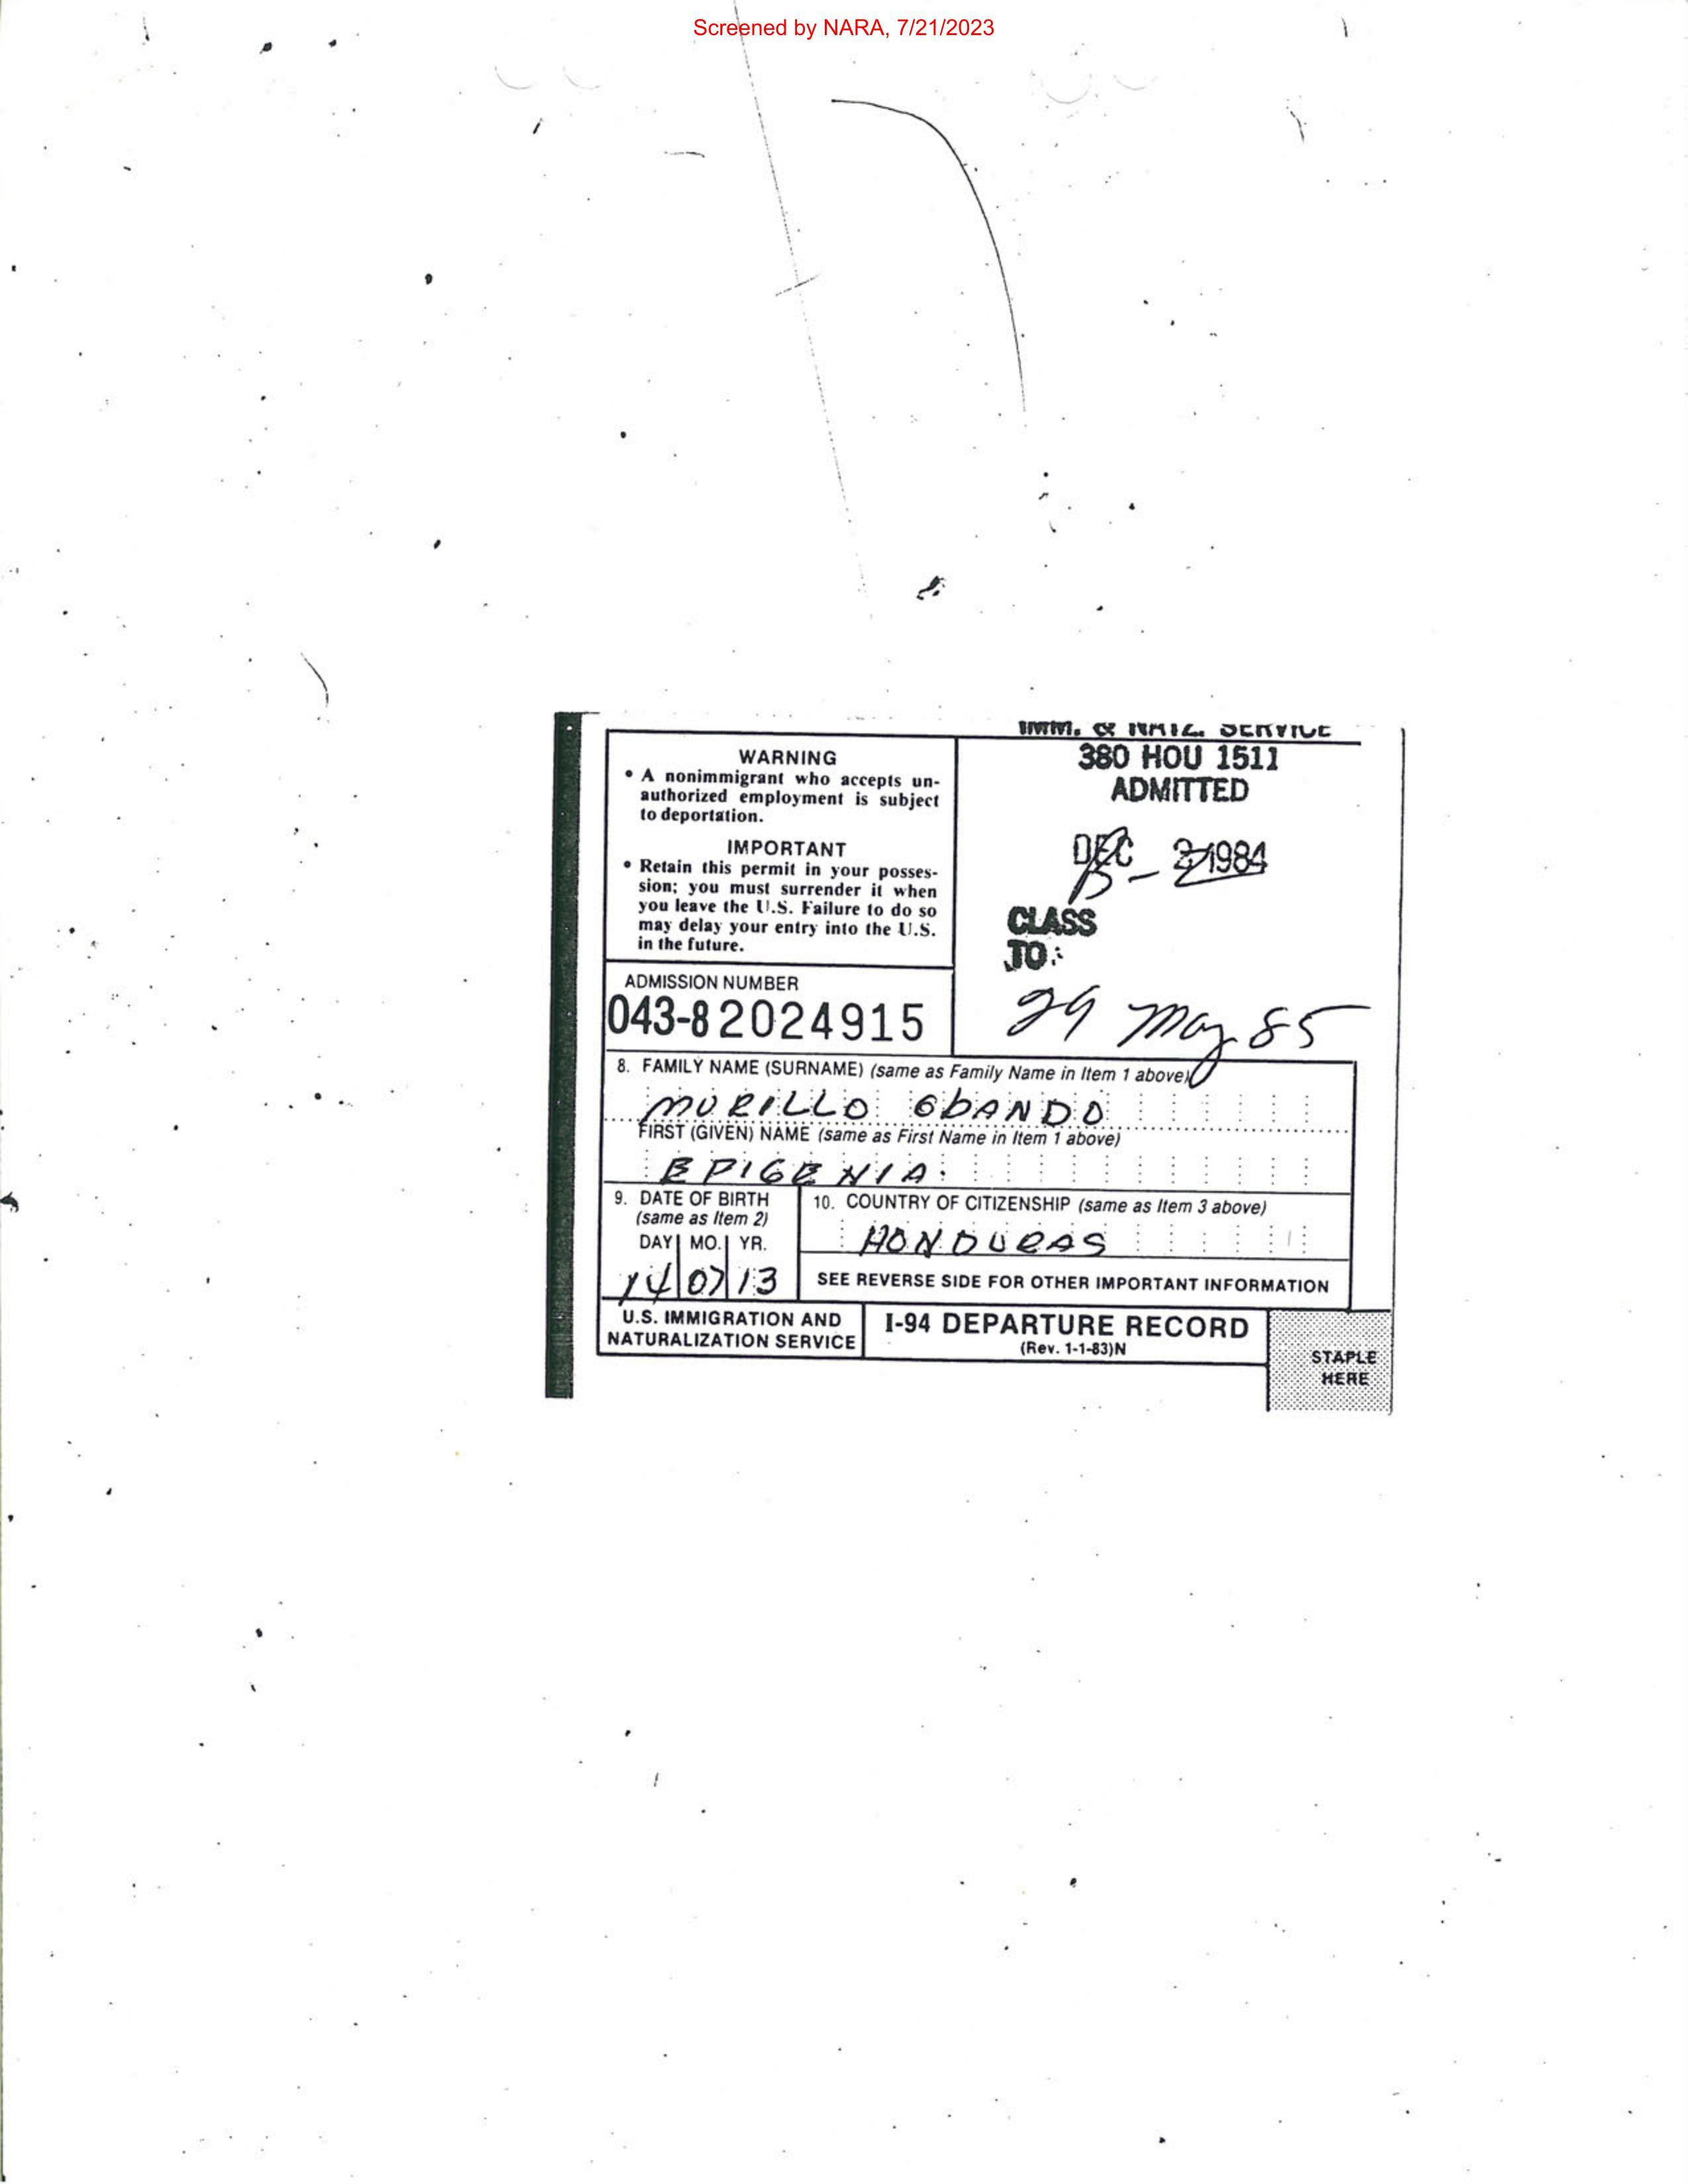 Screened by NARA, 7/21/2023
IMM. & NATZ. SERVICE
380 HOU 1511
ADMITTED
DEC - 2 1984
B-2
CLASS
TO:
29 May 85
WARNING
• A nonimmigrant who accepts un-
authorized employment is subject
to deportation.
IMPORTANT
• Retain this permit in your posses-
sion; you must surrender it when
you leave the U.S. Failure to do so
may delay your entry into the U.S.
in the future.
ADMISSION NUMBER
043-82024915
8. FAMILY NAME (SURNAME) (same as Family Name in Item 1 above)
MURILLO ObANDO
FIRST (GIVEN) NAME (same as First Name in Item 1 above)
EPIGENIA.
9. DATE OF BIRTH
(same as Item 2)
DAY MO. YR.
14 07 13
10. COUNTRY OF CITIZENSHIP (same as Item 3 above)
HONDURAS
SEE REVERSE SIDE FOR OTHER IMPORTANT INFORMATION
U.S. IMMIGRATION AND
NATURALIZATION SERVICE
I-94 DEPARTURE RECORD
(Rev. 1-1-83)N
STAPLE
HERE